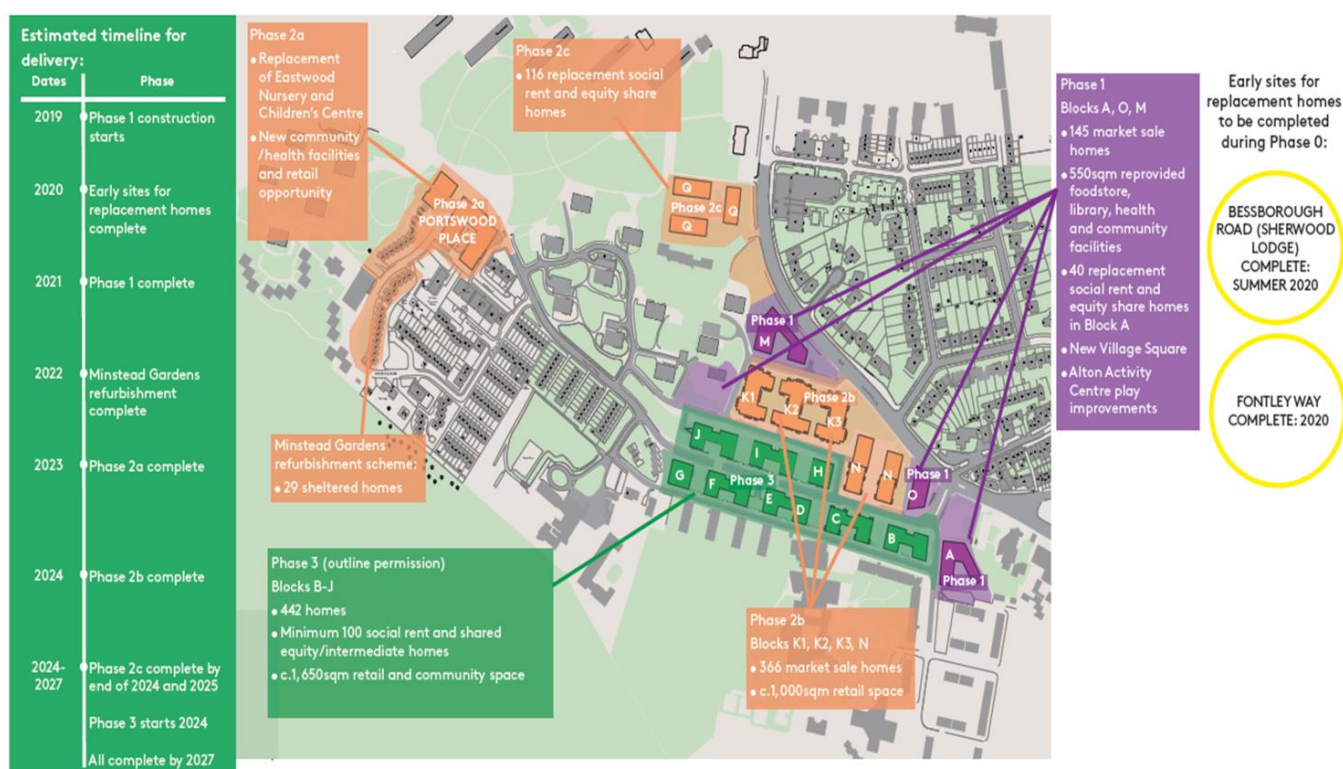 Estimated timeline for
delivery:
Dates Phase
2019 Phase 1 construction
starts
2020 Early sites for
replacement homes
complete
2021 Phase 1 complete
2022 Minstead Gardens
refurbishment
complete
2023 Phase 2a complete
2024 Phase 2b complete
2024-
2027
Phase 2c complete by
end of 2024 and 2025
Phase 3 starts 2024
All complete by 2027
Phase 2a
• Replacement
of Eastwood
Nursery and
Children's Centre
• New community
/health facilities
and retail
opportunity
Phase 2c
• 116 replacement social
rent and equity share
homes
Phase 2a
PORTSWOOD
PLACE
Q
Phase 2c Q
Q
Phase 1
M
K1
K2
Phase 2b
K3
J
I
H
N
N
G
F
Phase 3
E
D
C
B
Phase 1
O
A
Phase 1
Minstead Gardens
refurbishment scheme:
• 29 sheltered homes
Phase 3 (outline permission)
Blocks B-J
• 442 homes
• Minimum 100 social rent and shared
equity/intermediate homes
• c.1,650sqm retail and community space
Phase 2b
Blocks K1, K2, K3, N
• 366 market sale homes
• c.1,000sqm retail space
Phase 1
Blocks A, O, M
• 145 market sale
homes
• 550sqm reprovided
foodstore,
library, health
and community
facilities
• 40 replacement
social rent and
equity share homes
in Block A
• New Village Square
• Alton Activity
Centre play
improvements
Early sites for
replacement homes
to be completed
during Phase 0:
BESSBOROUGH
ROAD (SHERWOOD
LODGE)
COMPLETE:
SUMMER 2020
FONTLEY WAY
COMPLETE: 2020